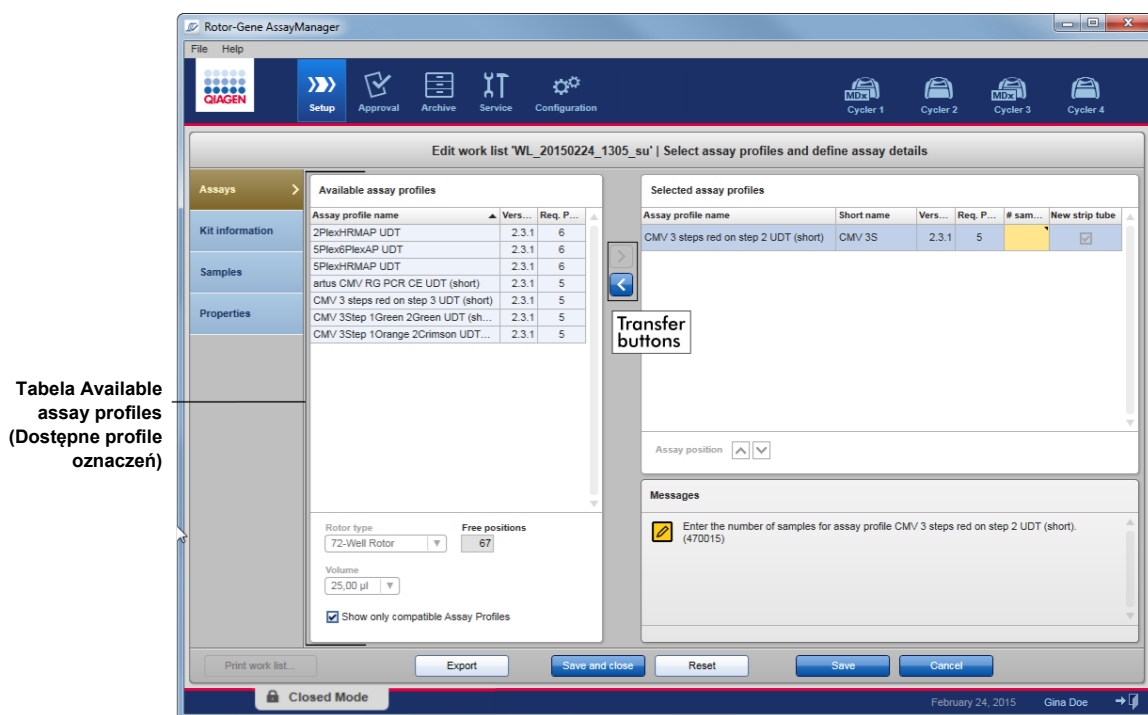 Rotor-Gene AssayManager
File Help
QIAGEN
Setup
Approval
Archive
Service
Configuration
MDx
Cycler 1
Cycler 2
MDx
Cycler 3
Cycler 4
Edit work list 'WL_20150224_1305_su' | Select assay profiles and define assay details
Assays
Kit information
Samples
Properties
Available assay profiles
Assay profile name Vers... Req. P...
2PlexHRMAP UDT 2.3.1 6
5Plex6PlexAP UDT 2.3.1 6
5PlexHRMAP UDT 2.3.1 6
artus CMV RG PCR CE UDT (short) 2.3.1 5
CMV 3 steps red on step 3 UDT (short) 2.3.1 5
CMV 3Step 1Green 2Green UDT (sh... 2.3.1 5
CMV 3Step 1Orange 2Crimson UDT... 2.3.1 5
Rotor type
72-Well Rotor
Free positions
67
Volume
25,00 µl
Show only compatible Assay Profiles
Transfer
buttons
Selected assay profiles
Assay profile name Short name Vers... Req. P... # sam... New strip tube
CMV 3 steps red on step 2 UDT (short) CMV 3S 2.3.1 5
Assay position
Messages
Enter the number of samples for assay profile CMV 3 steps red on step 2 UDT (short).
(470015)
Tabela Available
assay profiles
(Dostępne profile
oznaczeń)
Print work list...
Export
Save and close
Reset
Save
Cancel
Closed Mode
February 24, 2015
Gina Doe